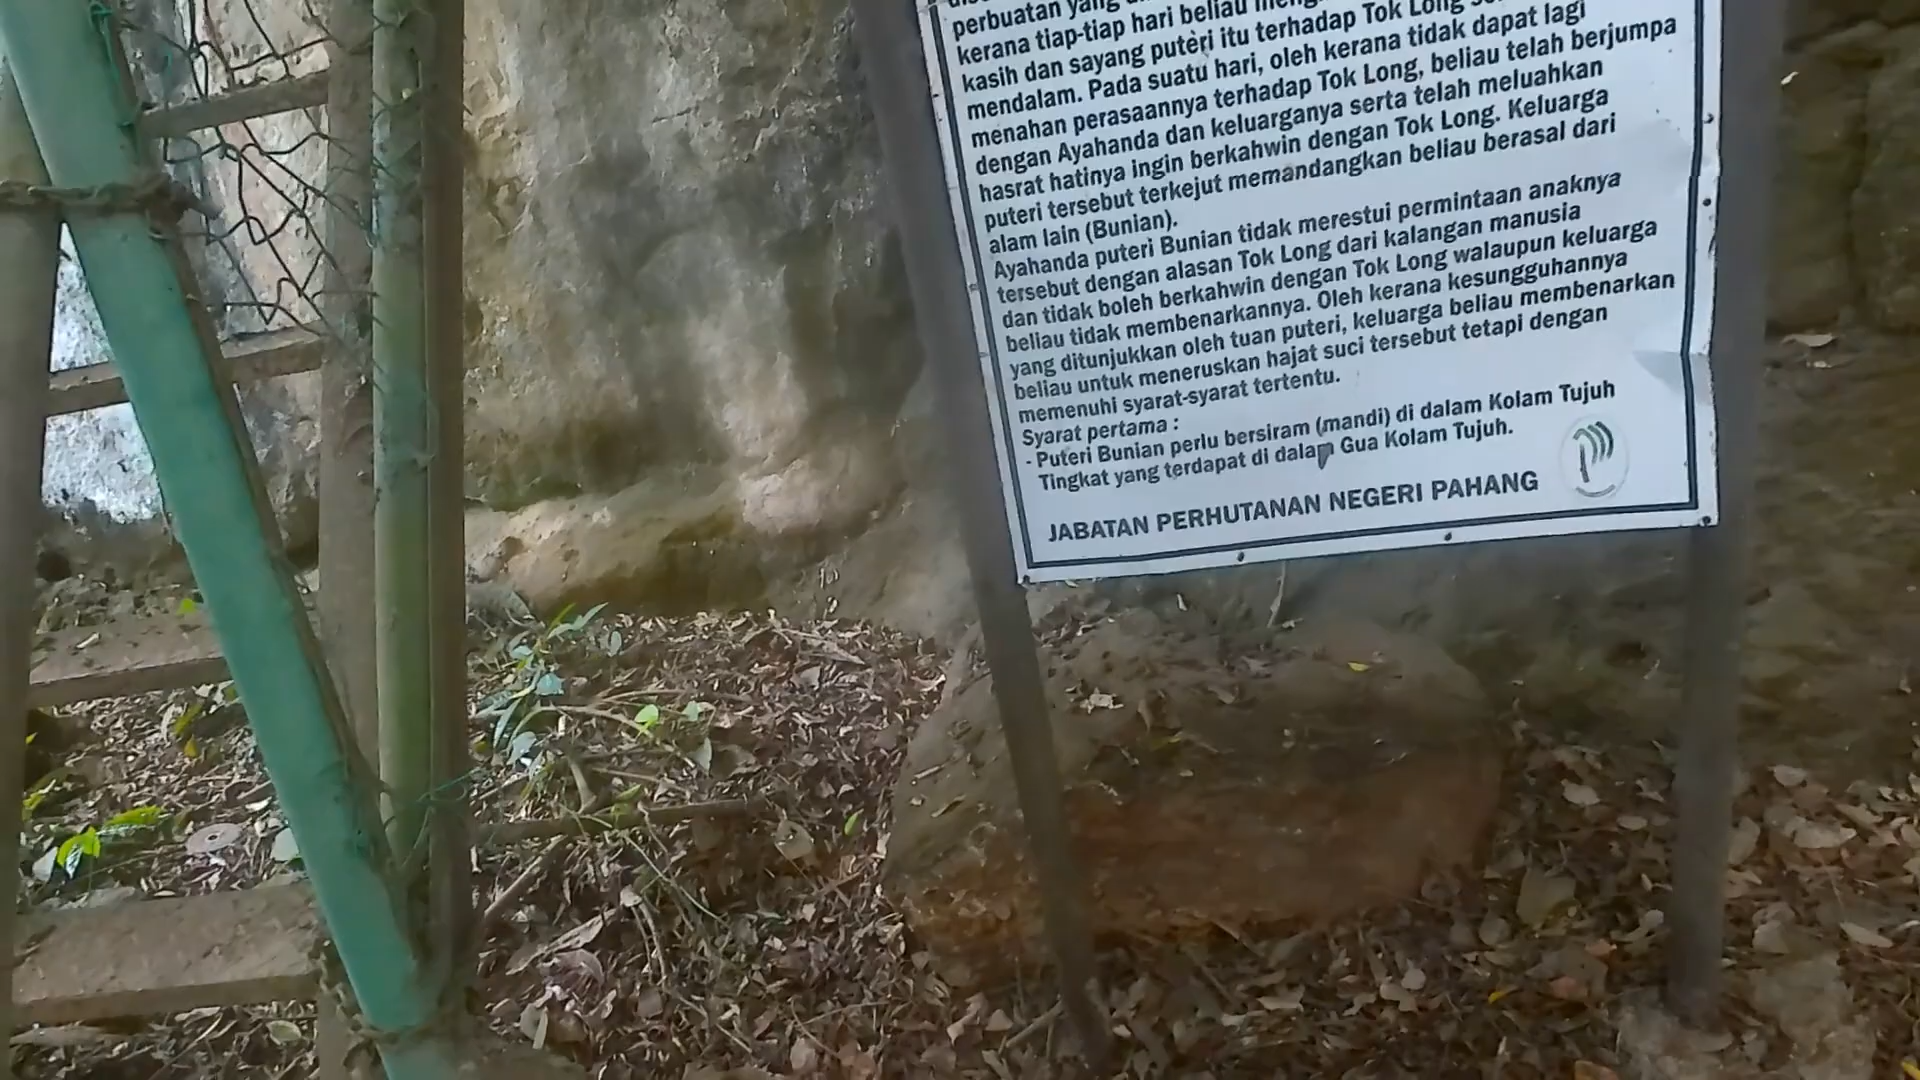 perbuatan yang
kerana tiap-tiap hari beliau
kasih dan sayang puteri itu terhadap Tok Long
mendalam. Pada suatu hari, oleh kerana tidak dapat lagi
menahan perasaannya terhadap Tok Long, beliau telah berjumpa
dengan Ayahanda dan keluarganya serta telah meluahkan
hasrat hatinya ingin berkahwin dengan Tok Long. Keluarga
puteri tersebut terkejut memandangkan beliau berasal dari
alam lain (Bunian).
Ayahanda puteri Bunian tidak merestui permintaan anaknya
tersebut dengan alasan Tok Long dari kalangan manusia
dan tidak boleh berkahwin dengan Tok Long walaupun keluarga
beliau tidak membenarkannya. Oleh kerana kesungguhannya
yang ditunjukkan oleh tuan puteri, keluarga beliau membenarkan
beliau untuk meneruskan hajat suci tersebut tetapi dengan
memenuhi syarat-syarat tertentu.
Syarat pertama :
- Puteri Bunian perlu bersiram (mandi) di dalam Kolam Tujuh
Tingkat yang terdapat di dalam Gua Kolam Tujuh.
JABATAN PERHUTANAN NEGERI PAHANG